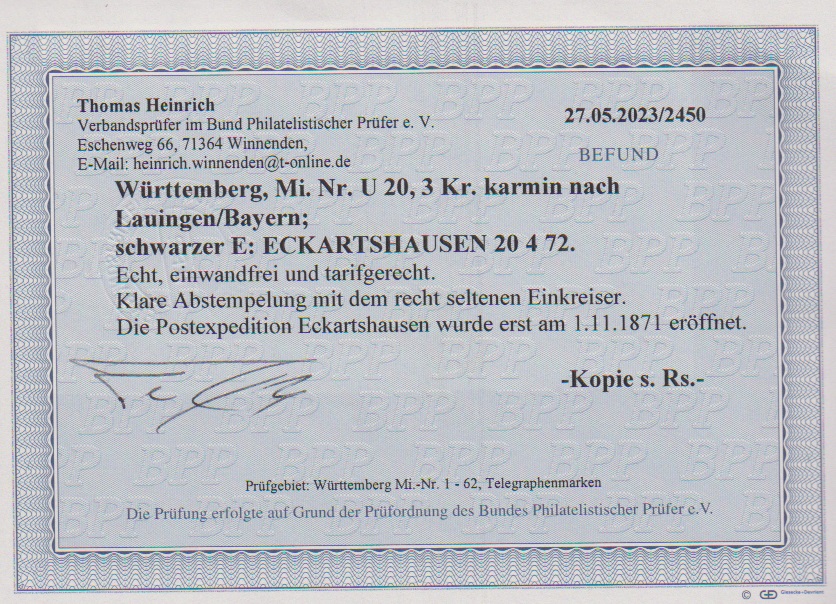 Thomas Heinrich
Verbandsprüfer im Bund Philatelistischer Prüfer e. V.
Eschenweg 66, 71364 Winnenden,
E-Mail: heinrich.winnenden@t-online.de
27.05.2023/2450
BEFUND
Württemberg, Mi. Nr. U 20, 3 Kr. karmin nach
Lauingen/Bayern;
schwarzer E: ECKARTSHAUSEN 20 4 72.
Echt, einwandfrei und tarifgerecht.
Klare Abstempelung mit dem recht seltenen Einkreiser.
Die Postexpedition Eckartshausen wurde erst am 1.11.1871 eröffnet.
-Kopie s. Rs.-
Prüfgebiet: Württemberg Mi.-Nr. 1 - 62, Telegraphenmarken
Die Prüfung erfolgte auf Grund der Prüfordnung des Bundes Philatelistischer Prüfer e.V.
© GD Giesecke+Devrient